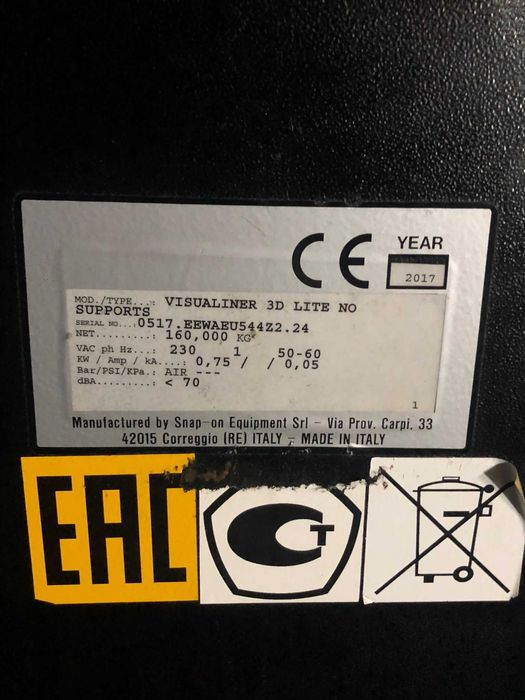 CE
YEAR
2017
MOD./TYPE...: VISUALINER 3D LITE NO
SUPPORTS
SERIAL NO...:0517.EEWAEU544Z2.24
NET.........: 160,000 KG
VAC ph Hz...: 230 1 50-60
KW / Amp / kA....: 0,75 / / 0,05
Bar/PSI/KPa.: AIR ---
dBA.........: < 70
1
Manufactured by Snap-on Equipment Srl - Via Prov. Carpi, 33
42015 Correggio (RE) ITALY - MADE IN ITALY
EAC
СТ